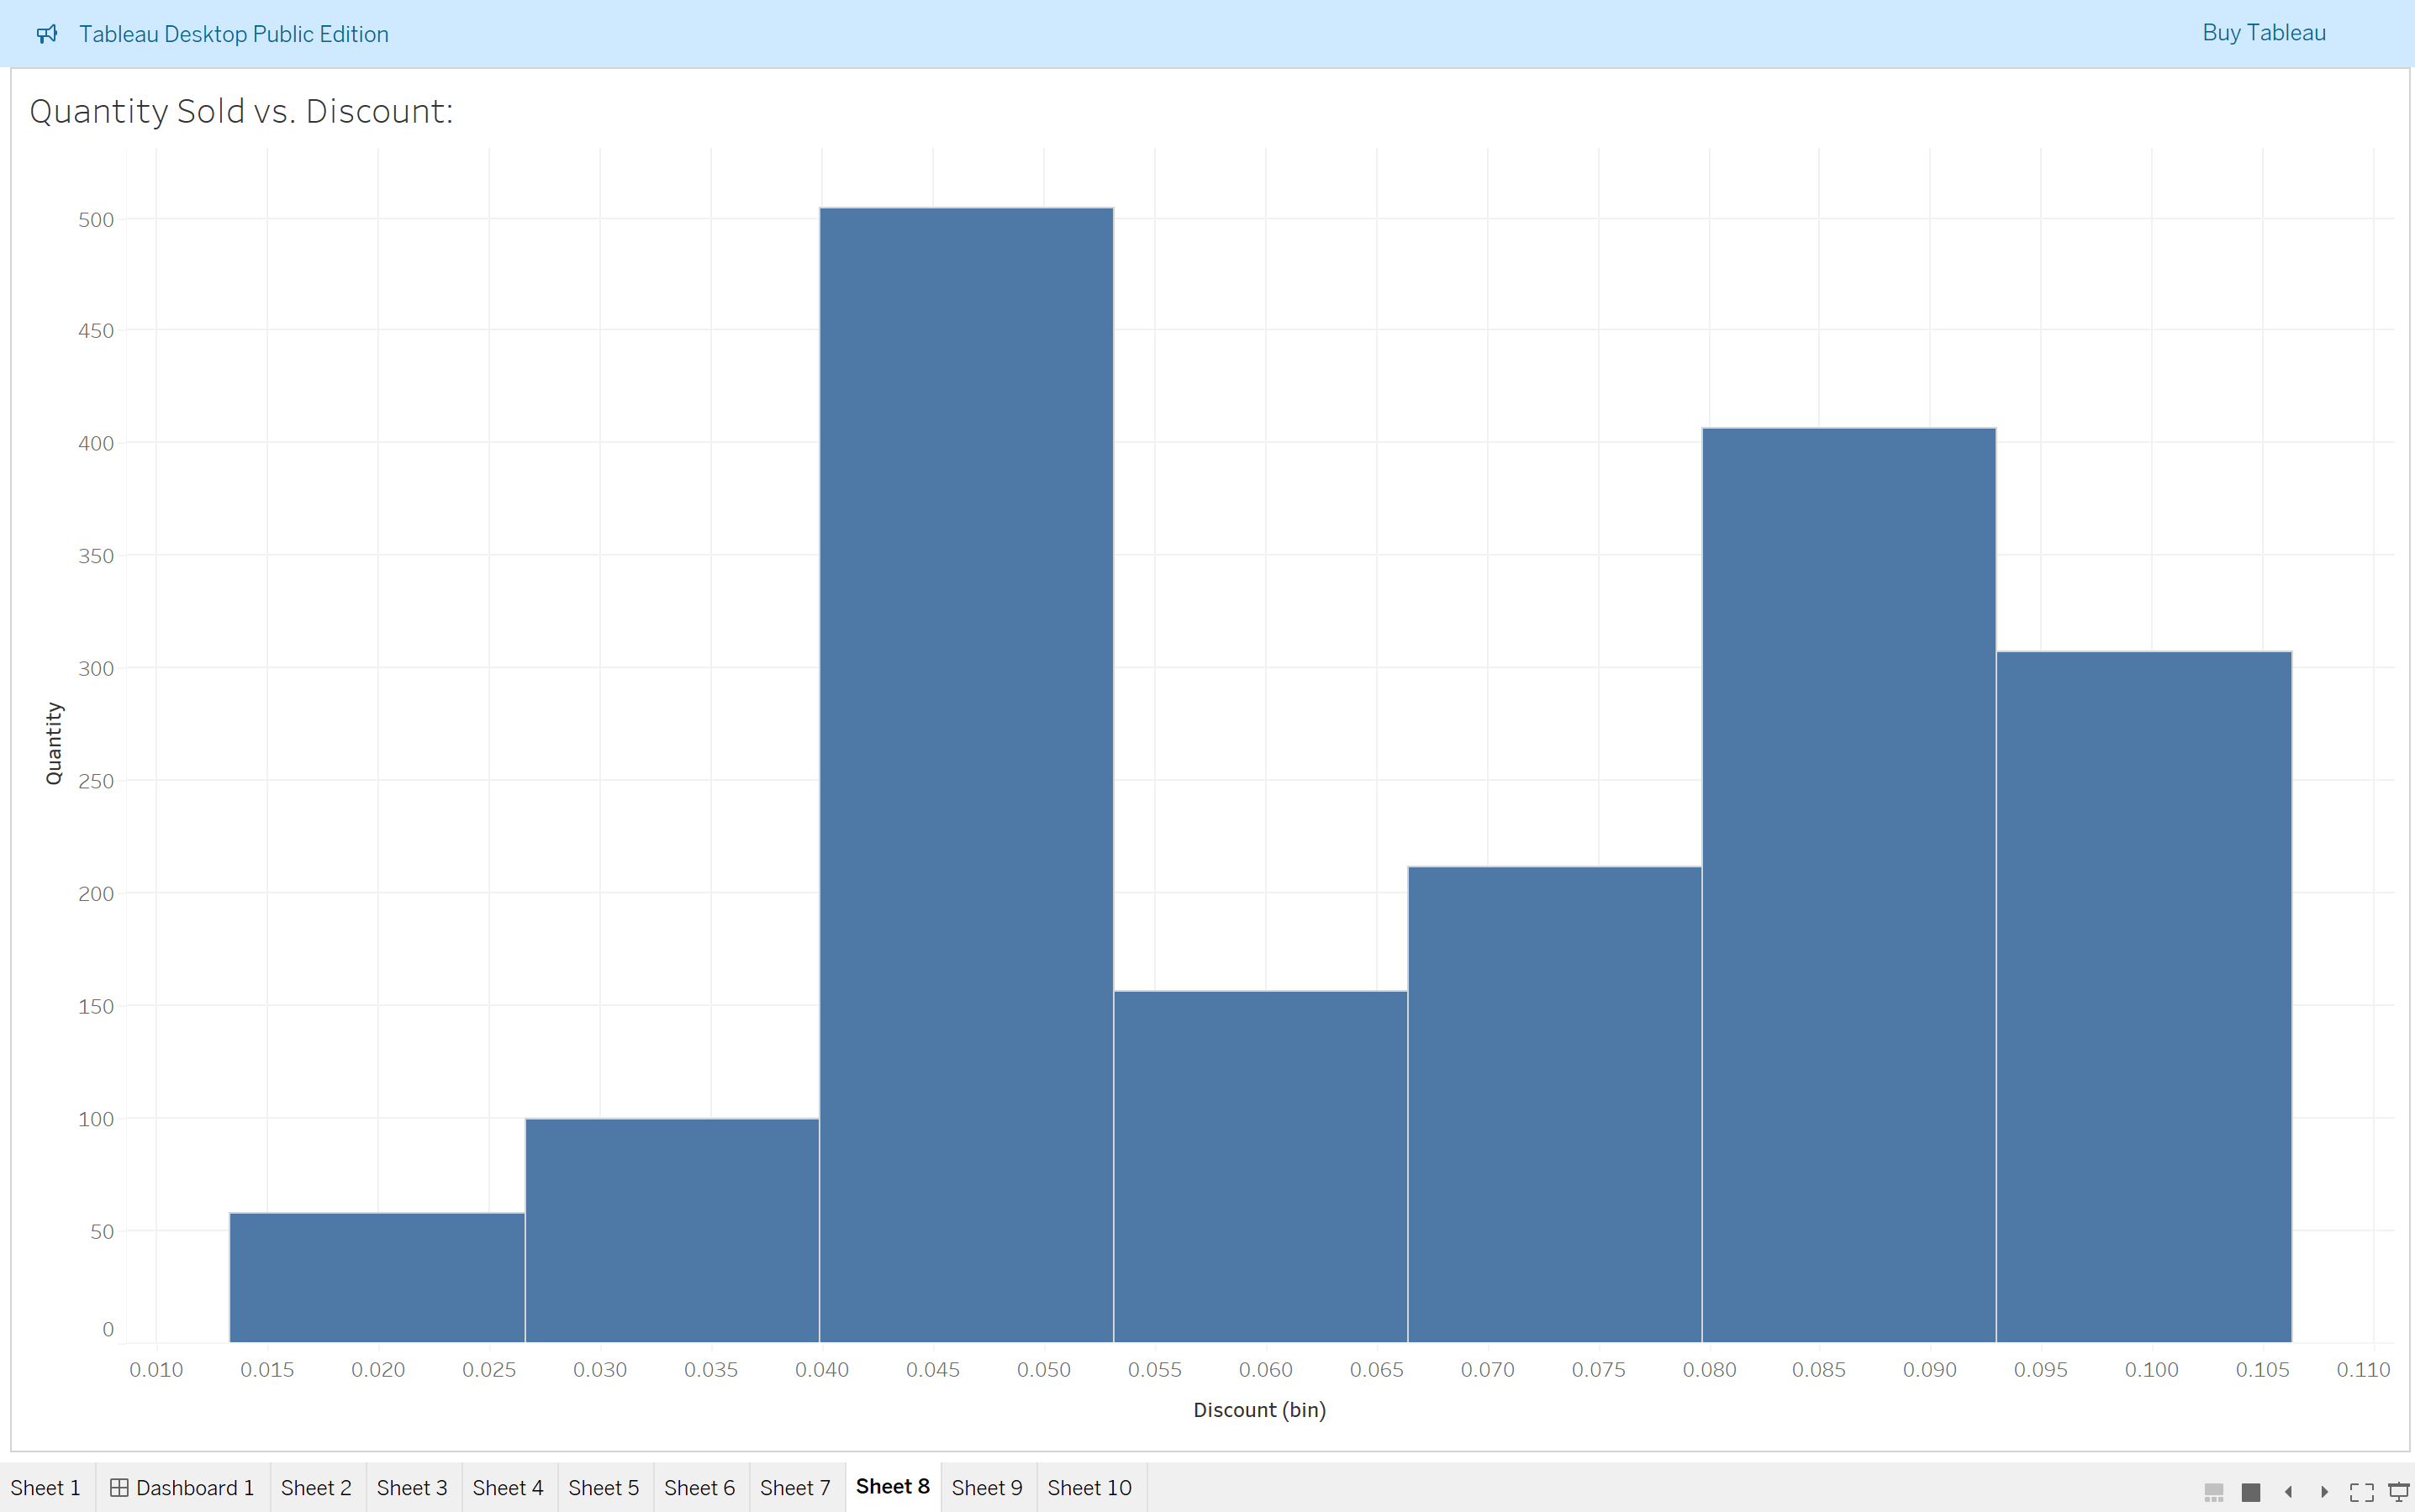 Tableau Desktop Public Edition
Buy Tableau
Quantity Sold vs. Discount:
500
450
400
350
300
250
200
150
100
50
0
Quantity
0.010 0.015 0.020 0.025 0.030 0.035 0.040 0.045 0.050 0.055 0.060 0.065 0.070 0.075 0.080 0.085 0.090 0.095 0.100 0.105 0.110
Discount (bin)
Sheet 1 Dashboard 1 Sheet 2 Sheet 3 Sheet 4 Sheet 5 Sheet 6 Sheet 7 Sheet 8 Sheet 9 Sheet 10